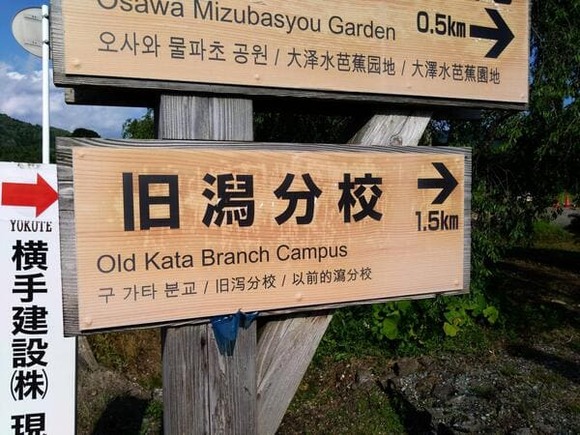 Osawa Mizubasyou Garden
0.5km
오사와 물파초 공원 / 大泽水芭蕉园地 / 大澤水芭蕉園地
旧潟分校
1.5km
Old Kata Branch Campus
구 가타 분교 / 旧泻分校 / 以前的瀉分校
YOKUTE
横手建設㈱ 現